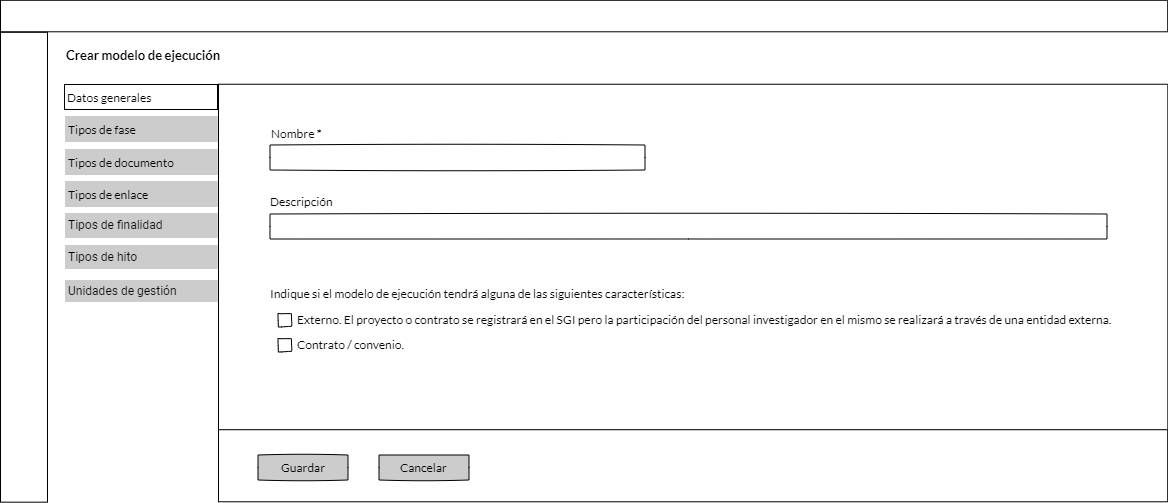 Crear modelo de ejecución
Datos generales
Tipos de fase
Tipos de documento
Tipos de enlace
Tipos de finalidad
Tipos de hito
Unidades de gestión
Nombre *
Descripción
Indique si el modelo de ejecución tendrá alguna de las siguientes características:
Externo. El proyecto o contrato se registrará en el SGI pero la participación del personal investigador en el mismo se realizará a través de una entidad externa.
Contrato / convenio.
Guardar
Cancelar